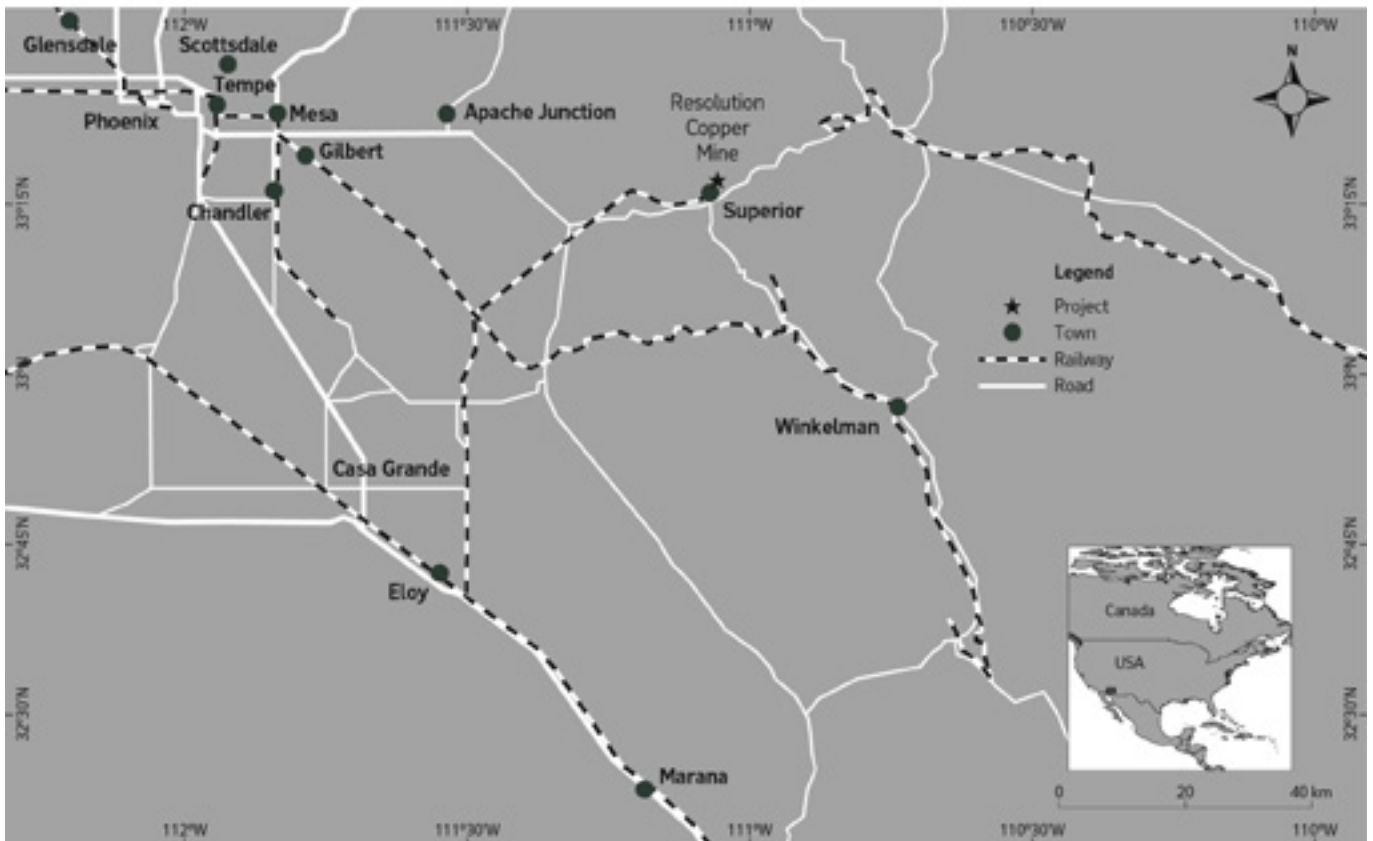 112°W
111°30'W
111°W
110°30'W
110°W
Glensdale
Scottsdale
Tempe
Phoenix
Mesa
Apache Junction
Gilbert
Chandler
Resolution
Copper
Mine
Superior
N
33°15'N
33°15'N
Legend
Project
Town
Railway
Road
33°N
33°N
Winkelman
Casa Grande
32°45'N
32°45'N
Eloy
Canada
USA
32°30'N
32°30'N
Marana
0
20
40 km
112°W
111°30'W
111°W
110°30'W
110°W